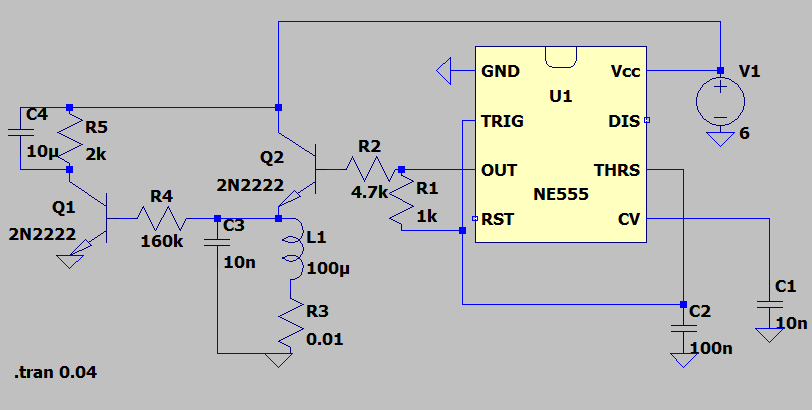 C4
10µ
R5
2k
Q1
2N2222
R4
160k
Q2
2N2222
C3
10n
L1
100µ
R3
0.01
R2
4.7k
R1
1k
GND
TRIG
OUT
RST
U1
NE555
Vcc
DIS
THRS
CV
V1
6
C1
10n
C2
100n
.tran 0.04